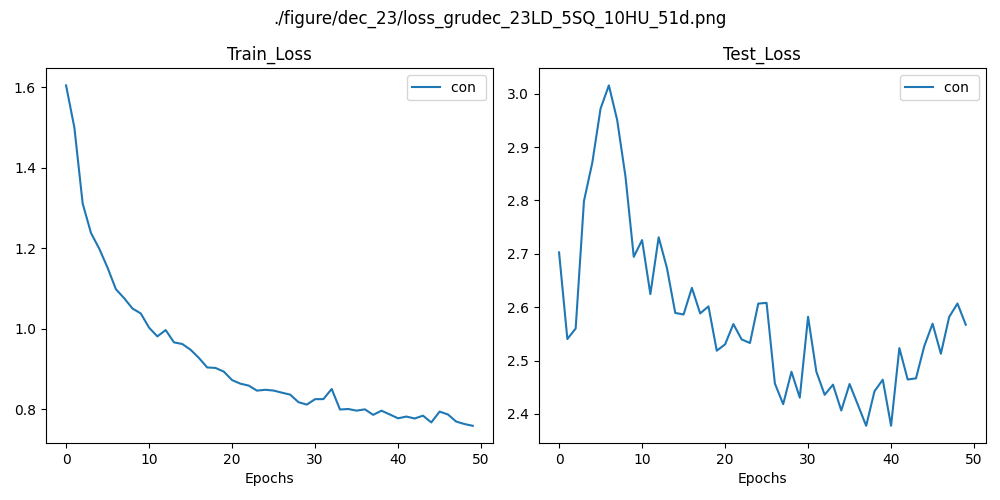 ./figure/dec_23/loss_grudec_23LD_5SQ_10HU_51d.png
Train_Loss
Test_Loss
con
con
1.6
1.4
1.2
1.0
0.8
3.0
2.9
2.8
2.7
2.6
2.5
2.4
0 10 20 30 40 50
0 10 20 30 40 50
Epochs
Epochs